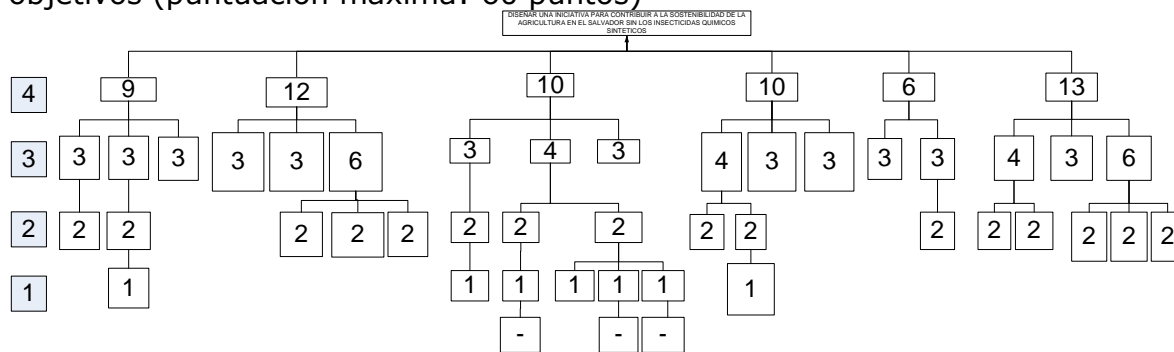 objetivos (puntuación máxima: 60 puntos)
DISEÑAR UNA INICIATIVA PARA CONTRIBUIR A LA SOSTENIBILIDAD DE LA
AGRICULTURA EN EL SALVADOR SIN LOS INSECTICIDAS QUIMICOS
SINTETICOS
4 9 12 10 10 6 13
3 3 3 3 3 3 6 3 4 3 4 3 3 3 3 4 3 6
2 2 2 2 2 2 2 2 2 2 2 2 2 2 2 2 2
1 1 1 1 1 1 1 1
- - -